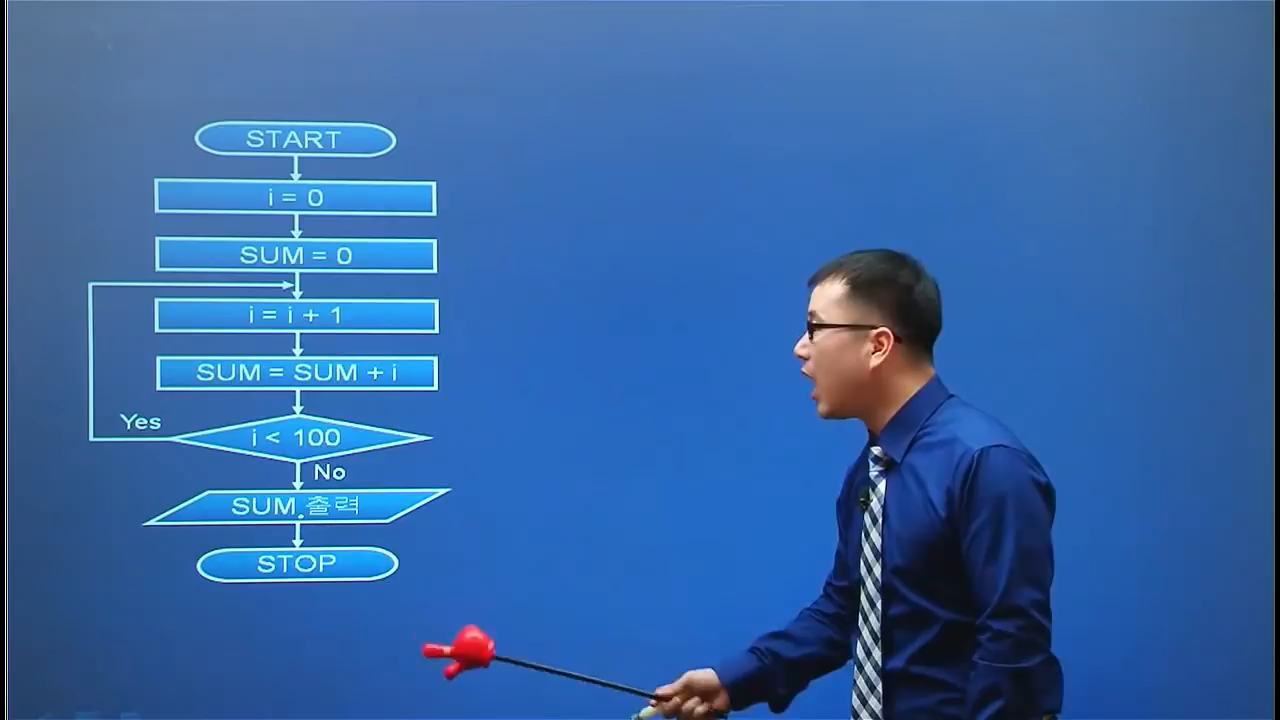 START
i = 0
SUM = 0
i = i + 1
SUM = SUM + i
Yes
i < 100
No
SUM 출력
STOP